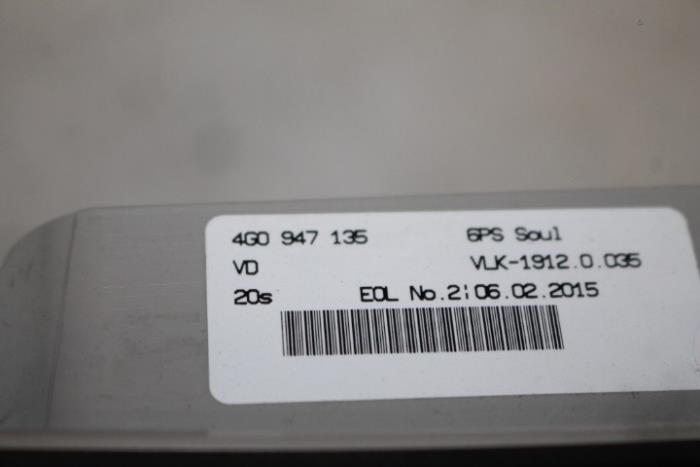 4G0 947 135 6PS Soul
VD VLK-1912.0.035
20s EOL No.2¦06.02.2015